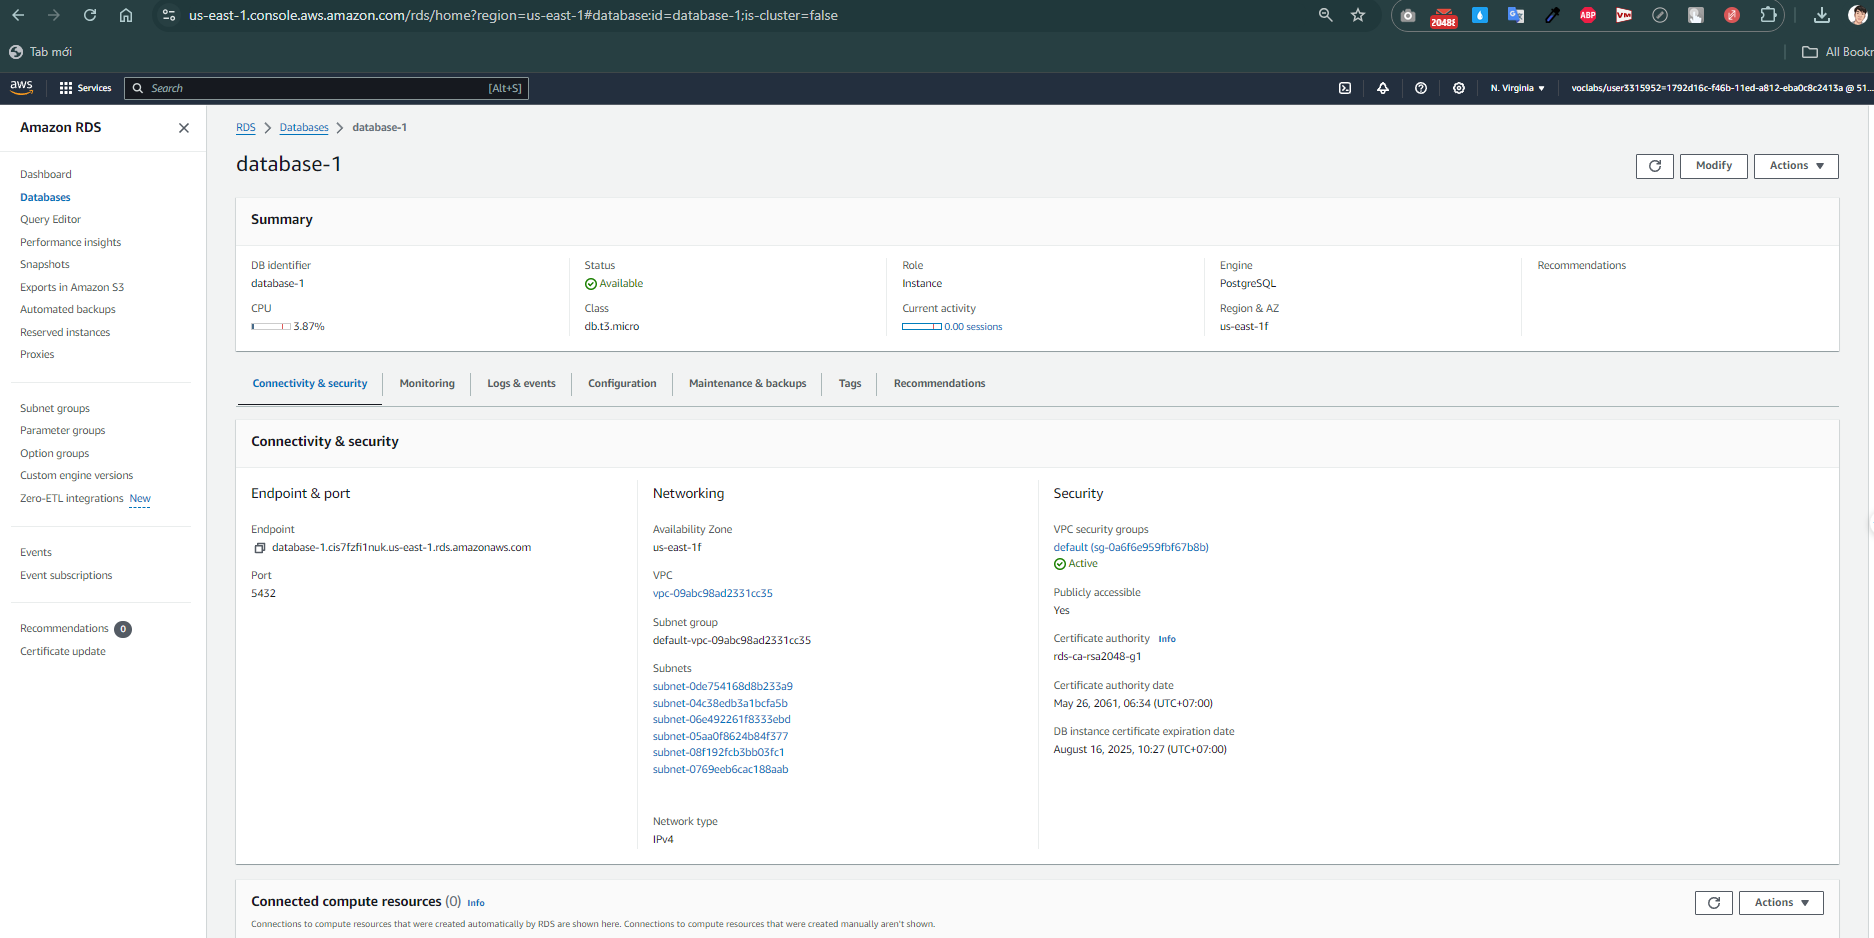 us-east-1.console.aws.amazon.com/rds/home?region=us-east-1#database:id=database-1;is-cluster=false
2048E
ABP
VM
Tab mới
All Bookr
aws
Services
Search
[Alt+S]
N. Virginia
voclabs/user3315952=1792d16c-f46b-11ed-a812-eba0c8c2413a @ 51...
Amazon RDS
Dashboard
Databases
Query Editor
Performance insights
Snapshots
Exports in Amazon S3
Automated backups
Reserved instances
Proxies
Subnet groups
Parameter groups
Option groups
Custom engine versions
Zero-ETL integrations New
Events
Event subscriptions
Recommendations 0
Certificate update
RDS > Databases > database-1
database-1
Modify
Actions
Summary
DB identifier
database-1
CPU
3.87%
Status
Available
Class
db.t3.micro
Role
Instance
Current activity
0.00 sessions
Engine
PostgreSQL
Region & AZ
us-east-1f
Recommendations
Connectivity & security
Monitoring
Logs & events
Configuration
Maintenance & backups
Tags
Recommendations
Connectivity & security
Endpoint & port
Endpoint
database-1.cis7fzfi1nuk.us-east-1.rds.amazonaws.com
Port
5432
Networking
Availability Zone
us-east-1f
VPC
vpc-09abc98ad2331cc35
Subnet group
default-vpc-09abc98ad2331cc35
Subnets
subnet-0de754168d8b233a9
subnet-04c38edb3a1bcfa5b
subnet-06e492261f8333ebd
subnet-05aa0f8624b84f377
subnet-08f192fcb3bb03fc1
subnet-0769eeb6cac188aab
Network type
IPv4
Security
VPC security groups
default (sg-0a6f6e959fbf67b8b)
Active
Publicly accessible
Yes
Certificate authority Info
rds-ca-rsa2048-g1
Certificate authority date
May 26, 2061, 06:34 (UTC+07:00)
DB instance certificate expiration date
August 16, 2025, 10:27 (UTC+07:00)
Connected compute resources (0) Info
Actions
Connections to compute resources that were created automatically by RDS are shown here. Connections to compute resources that were created manually aren't shown.